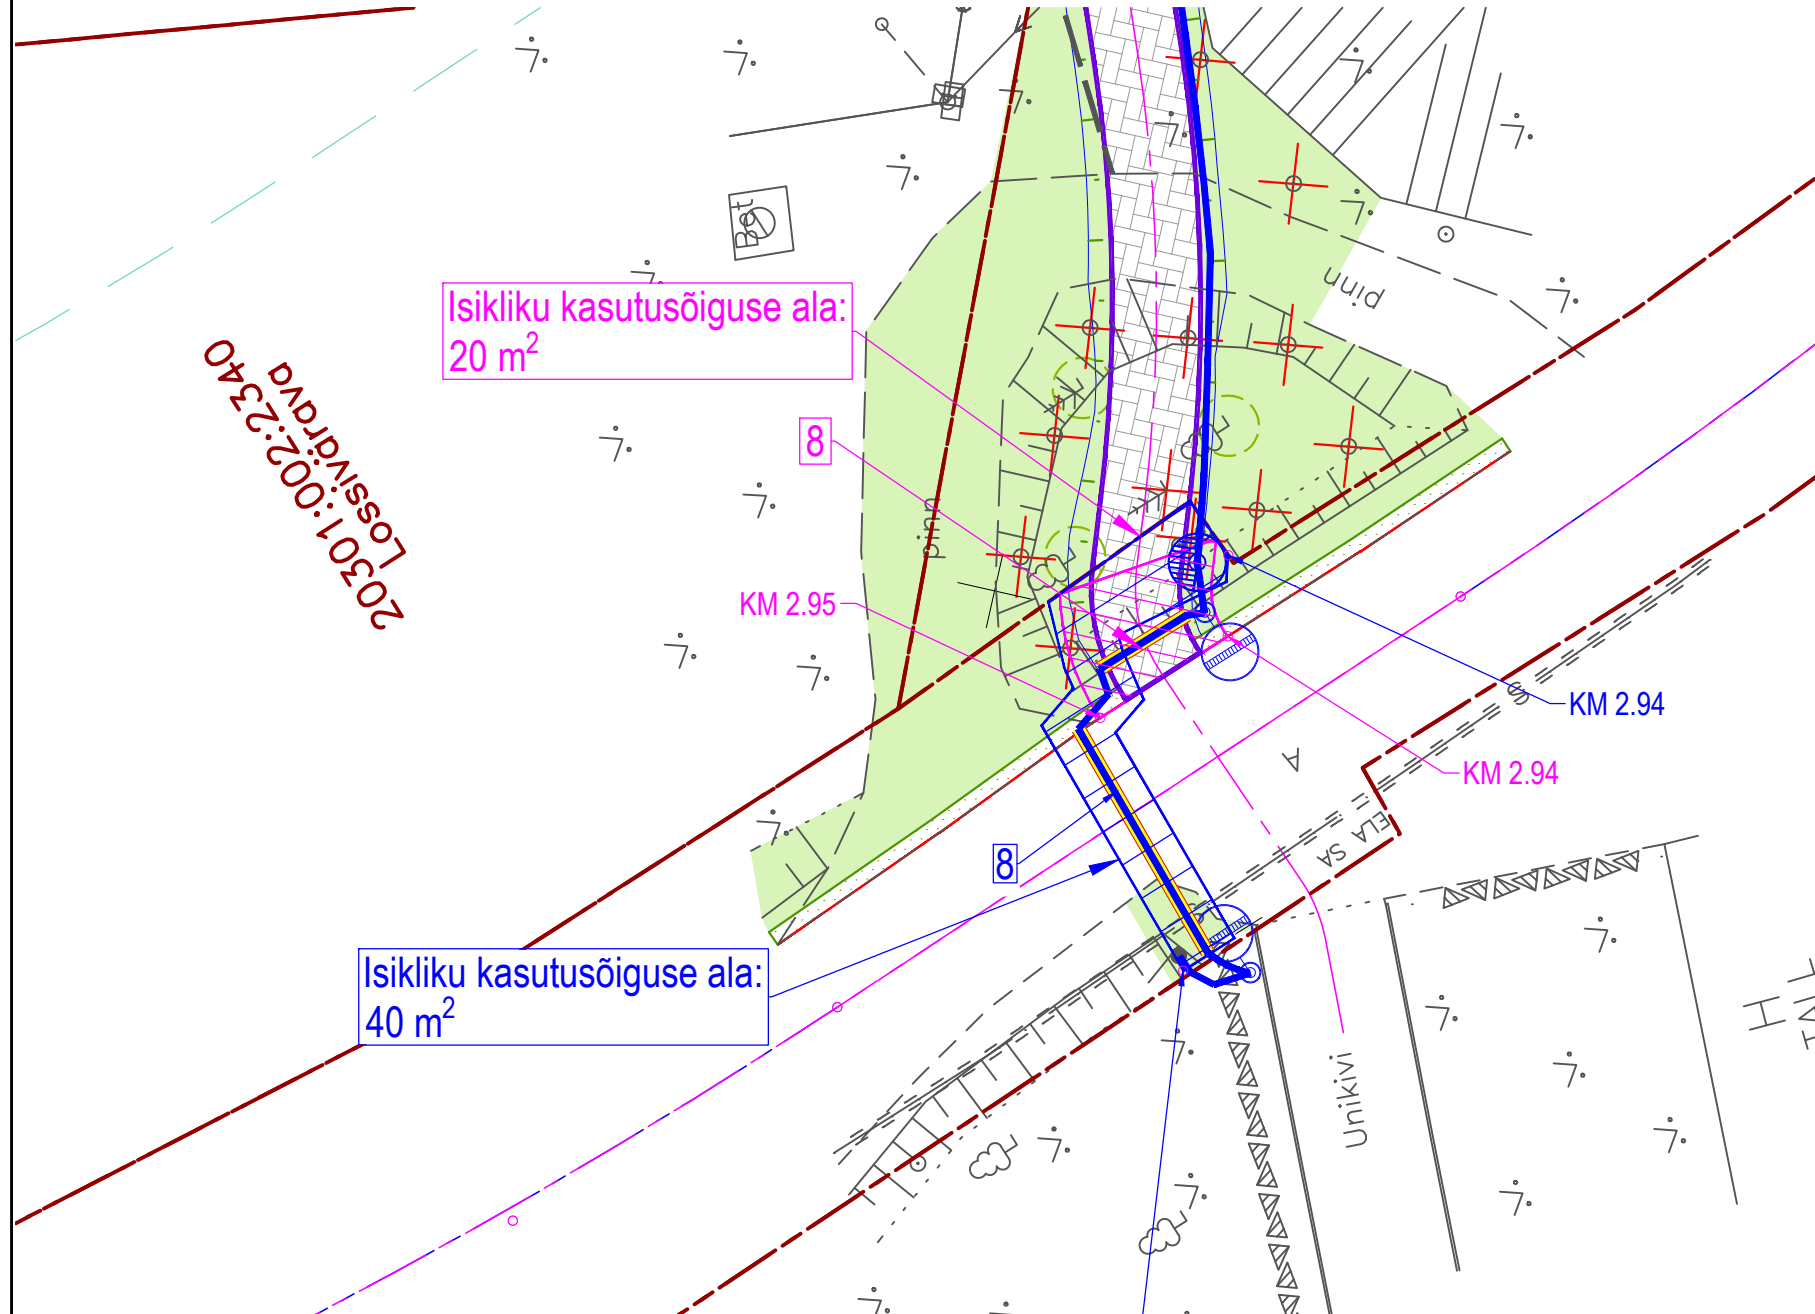 Bet
Isikliku kasutusõiguse ala:
20 m²
pinn
20301:002:2340
Lossivärava
8
pinn
KM 2.95
S
KM 2.94
A
KM 2.94
ELA SA
8
Isikliku kasutusõiguse ala:
40 m²
H
Unikivi